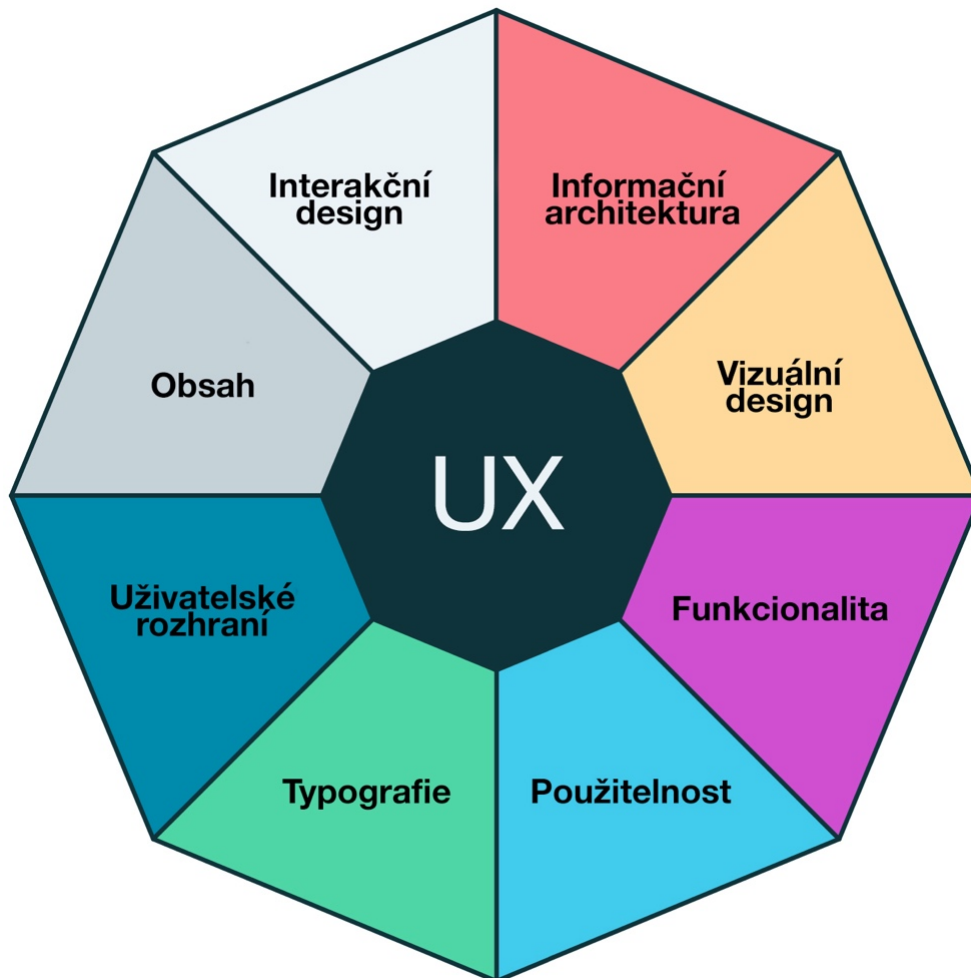 Interakční
design
Informační
architektura
Vizuální
design
Obsah
UX
Uživatelské
rozhraní
Funkcionalita
Typografie
Použitelnost